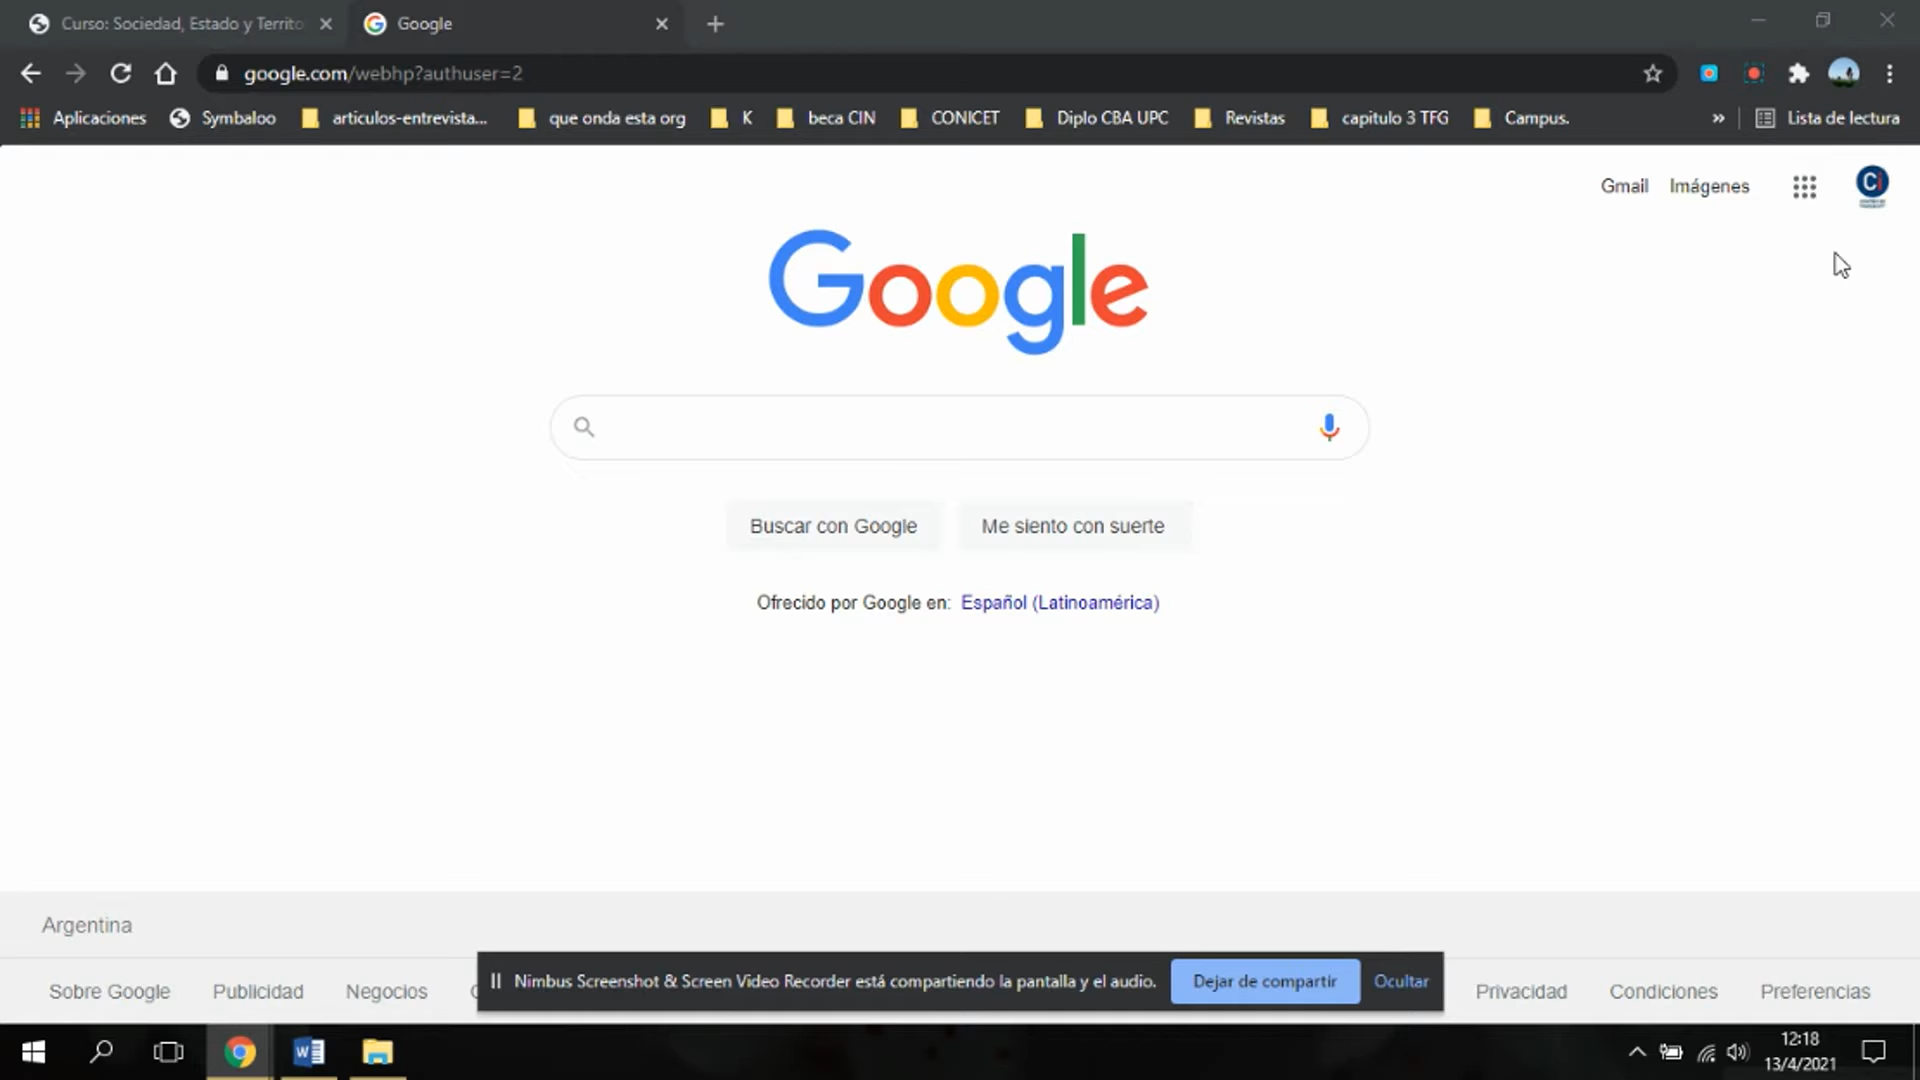 Curso: Sociedad, Estado y Territo
Google
google.com/webhp?authuser=2
Aplicaciones Symbaloo articulos-entrevista... que onda esta org K beca CIN CONICET Diplo CBA UPC Revistas capitulo 3 TFG Campus. » Lista de lectura
Gmail Imágenes
Ci
Google
Buscar con Google Me siento con suerte
Ofrecido por Google en: Español (Latinoamérica)
Argentina
Nimbus Screenshot & Screen Video Recorder está compartiendo la pantalla y el audio. Dejar de compartir Ocultar
Sobre Google Publicidad Negocios Privacidad Condiciones Preferencias
12:18
13/4/2021